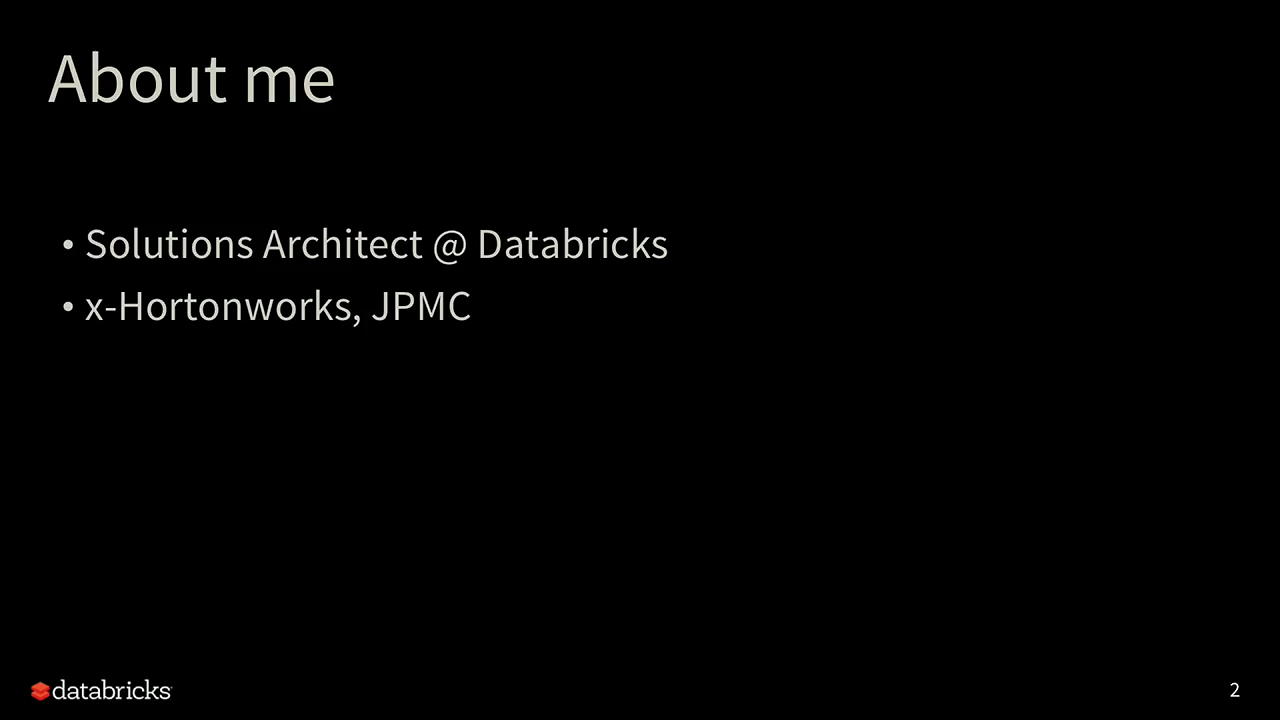 About me
• Solutions Architect @ Databricks
• x-Hortonworks, JPMC
databricks
2